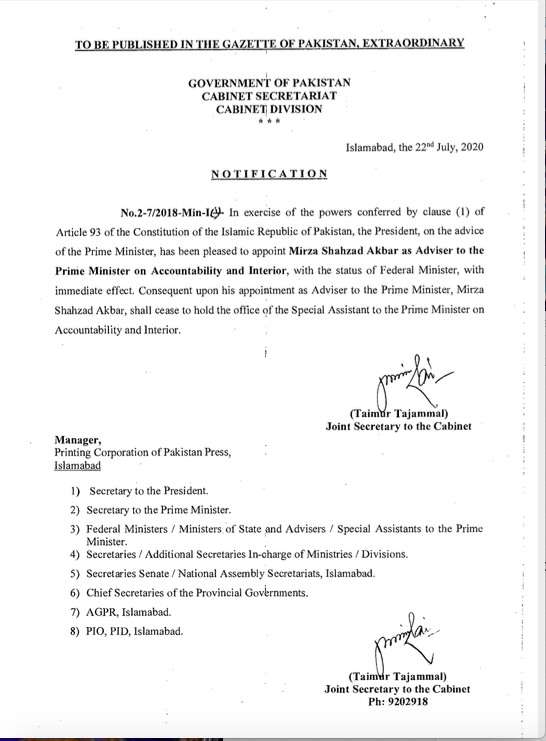 TO BE PUBLISHED IN THE GAZETTE OF PAKISTAN, EXTRAORDINARY
GOVERNMENT OF PAKISTAN
CABINET SECRETARIAT
CABINET DIVISION
* * *
Islamabad, the 22nd July, 2020
NOTIFICATION
No.2-7/2018-Min-I In exercise of the powers conferred by clause (1) of
Article 93 of the Constitution of the Islamic Republic of Pakistan, the President, on the advice
of the Prime Minister, has been pleased to appoint Mirza Shahzad Akbar as Adviser to the
Prime Minister on Accountability and Interior, with the status of Federal Minister, with
immediate effect. Consequent upon his appointment as Adviser to the Prime Minister, Mirza
Shahzad Akbar, shall cease to hold the office of the Special Assistant to the Prime Minister on
Accountability and Interior.
(Taimur Tajammal)
Joint Secretary to the Cabinet
Manager,
Printing Corporation of Pakistan Press,
Islamabad
1) Secretary to the President.
2) Secretary to the Prime Minister.
3) Federal Ministers / Ministers of State and Advisers / Special Assistants to the Prime
Minister.
4) Secretaries / Additional Secretaries In-charge of Ministries / Divisions.
5) Secretaries Senate / National Assembly Secretariats, Islamabad.
6) Chief Secretaries of the Provincial Governments.
7) AGPR, Islamabad.
8) PIO, PID, Islamabad.
(Taimur Tajammal)
Joint Secretary to the Cabinet
Ph: 9202918